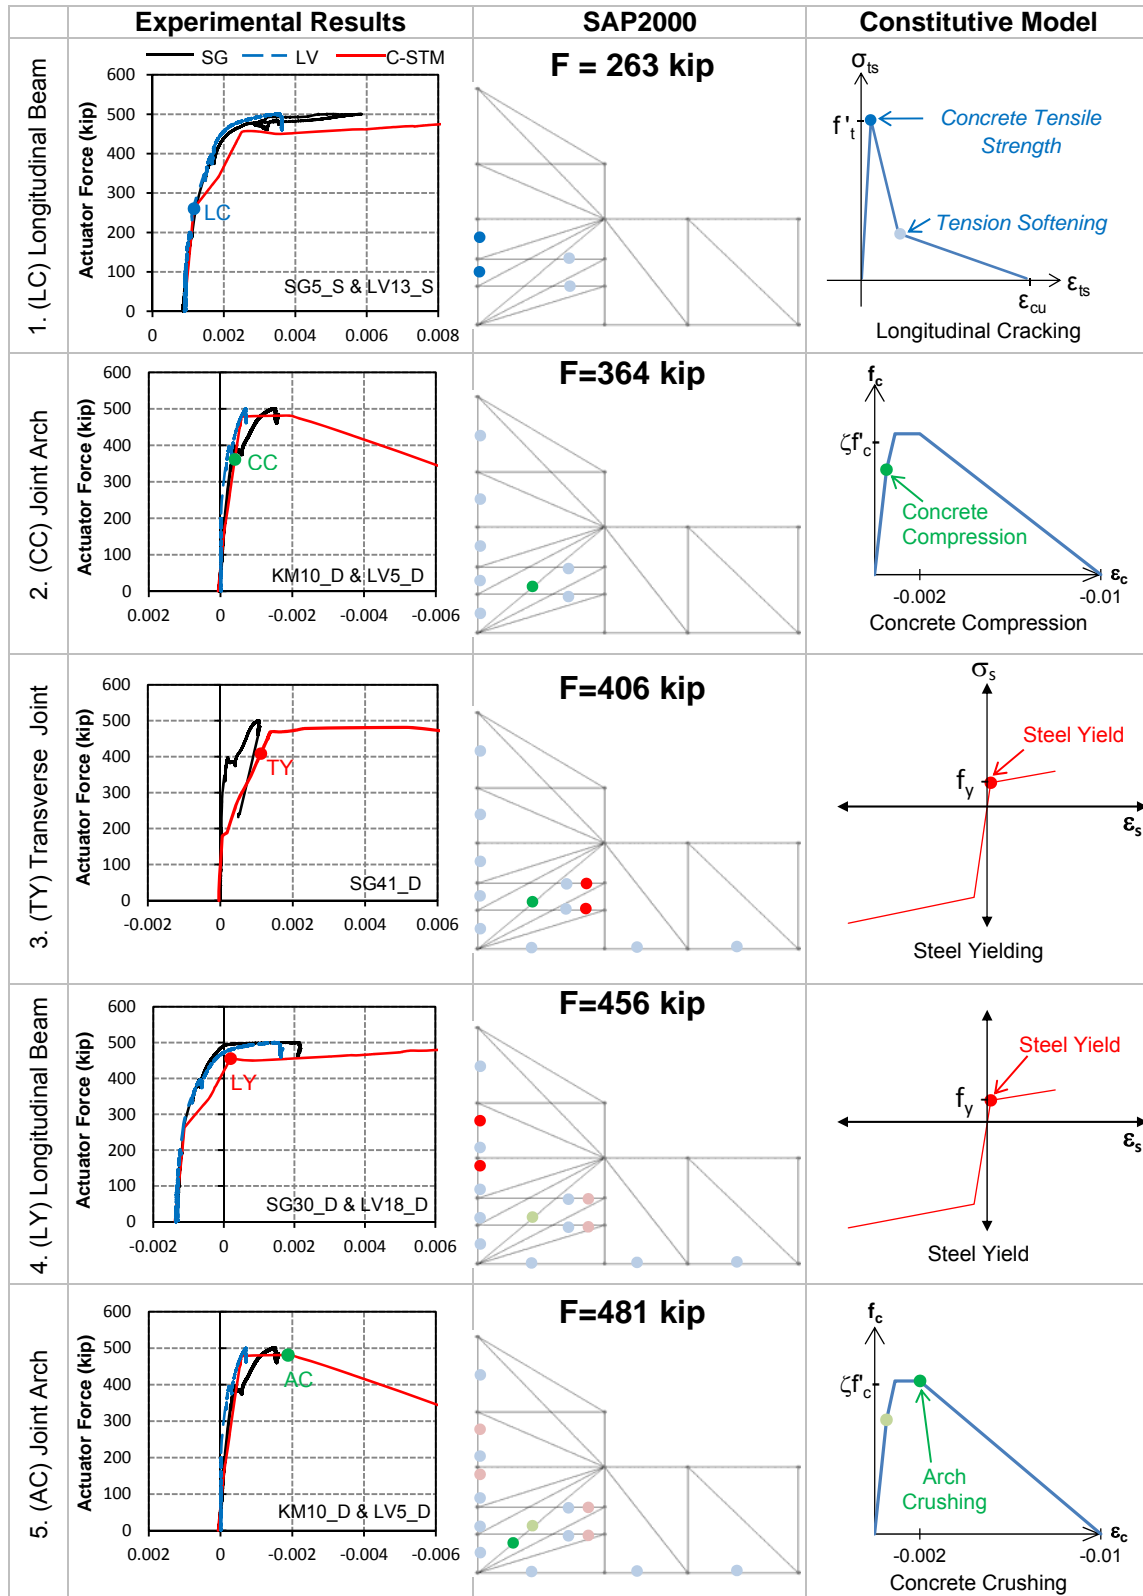 Experimental Results
SAP2000
Constitutive Model
1. (LC) Longitudinal Beam
SG
LV
C-STM
Actuator Force (kip)
600
500
400
300
200
100
0
LC
SG5_S & LV13_S
0 0.002 0.004 0.006 0.008
F = 263 kip
σts
f't
Concrete Tensile
Strength
Tension Softening
εts
εcu
Longitudinal Cracking
2. (CC) Joint Arch
Actuator Force (kip)
600
500
400
300
200
100
0
CC
KM10_D & LV5_D
0.002 0 -0.002 -0.004 -0.006
F=364 kip
fc
ζf'c
Concrete
Compression
εc
-0.002 -0.01
Concrete Compression
3. (TY) Transverse Joint
Actuator Force (kip)
600
500
400
300
200
100
0
TY
SG41_D
-0.002 0 0.002 0.004 0.006
F=406 kip
σs
Steel Yield
fy
εs
Steel Yielding
4. (LY) Longitudinal Beam
Actuator Force (kip)
600
500
400
300
200
100
0
LY
SG30_D & LV18_D
-0.002 0 0.002 0.004 0.006
F=456 kip
Steel Yield
fy
εs
Steel Yield
5. (AC) Joint Arch
Actuator Force (kip)
600
500
400
300
200
100
0
AC
KM10_D & LV5_D
0.002 0 -0.002 -0.004 -0.006
F=481 kip
fc
ζf'c
Arch
Crushing
εc
-0.002 -0.01
Concrete Crushing